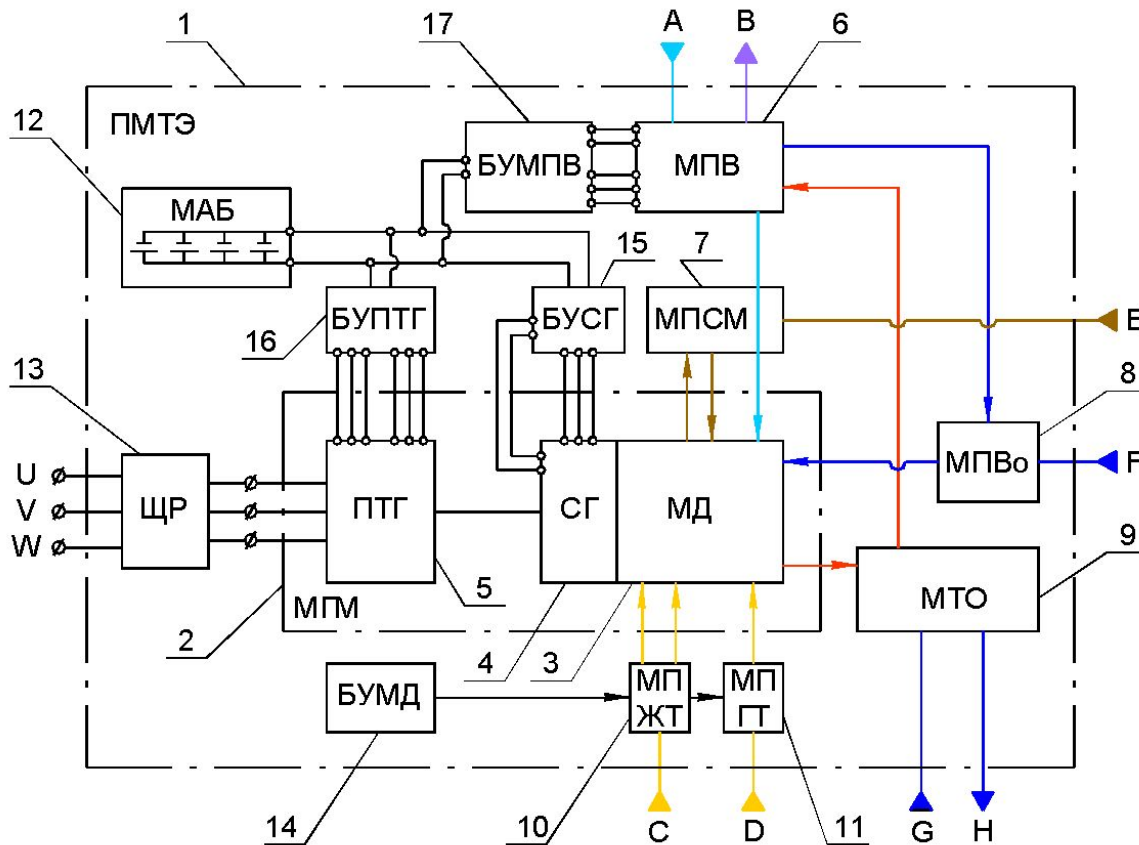 1
17
A
B
6
ПМТЭ
12
БУМПВ
МПВ
МАБ
15
7
БУПТГ
БУСГ
МПСМ
E
16
13
8
U
V
W
ЩР
ПТГ
СГ
МД
МПВо
F
9
5
МГМ
МТО
2
4
3
БУМД
МП
ЖТ
МП
ГТ
14
10
C
D
11
G
H